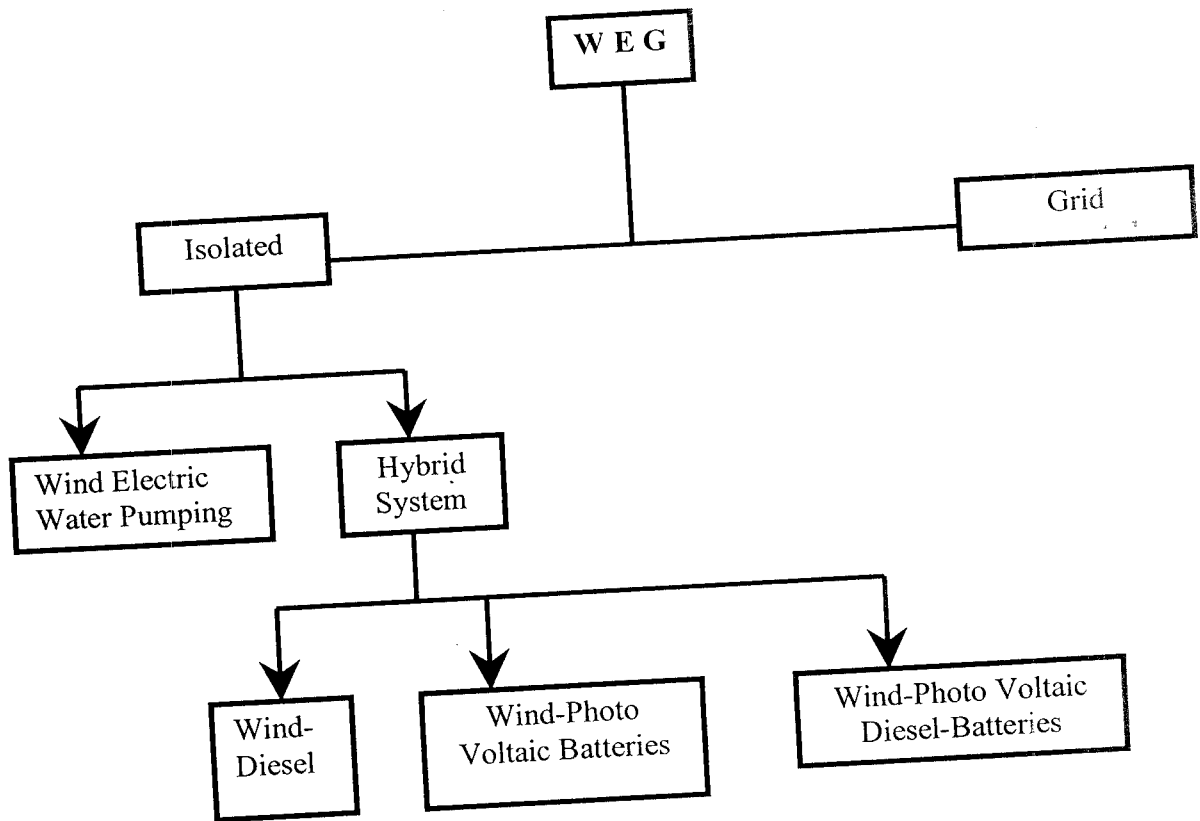 W E G
Grid
Isolated
Wind Electric
Water Pumping
Hybrid
System
Wind-
Diesel
Wind-Photo
Voltaic Batteries
Wind-Photo Voltaic
Diesel-Batteries